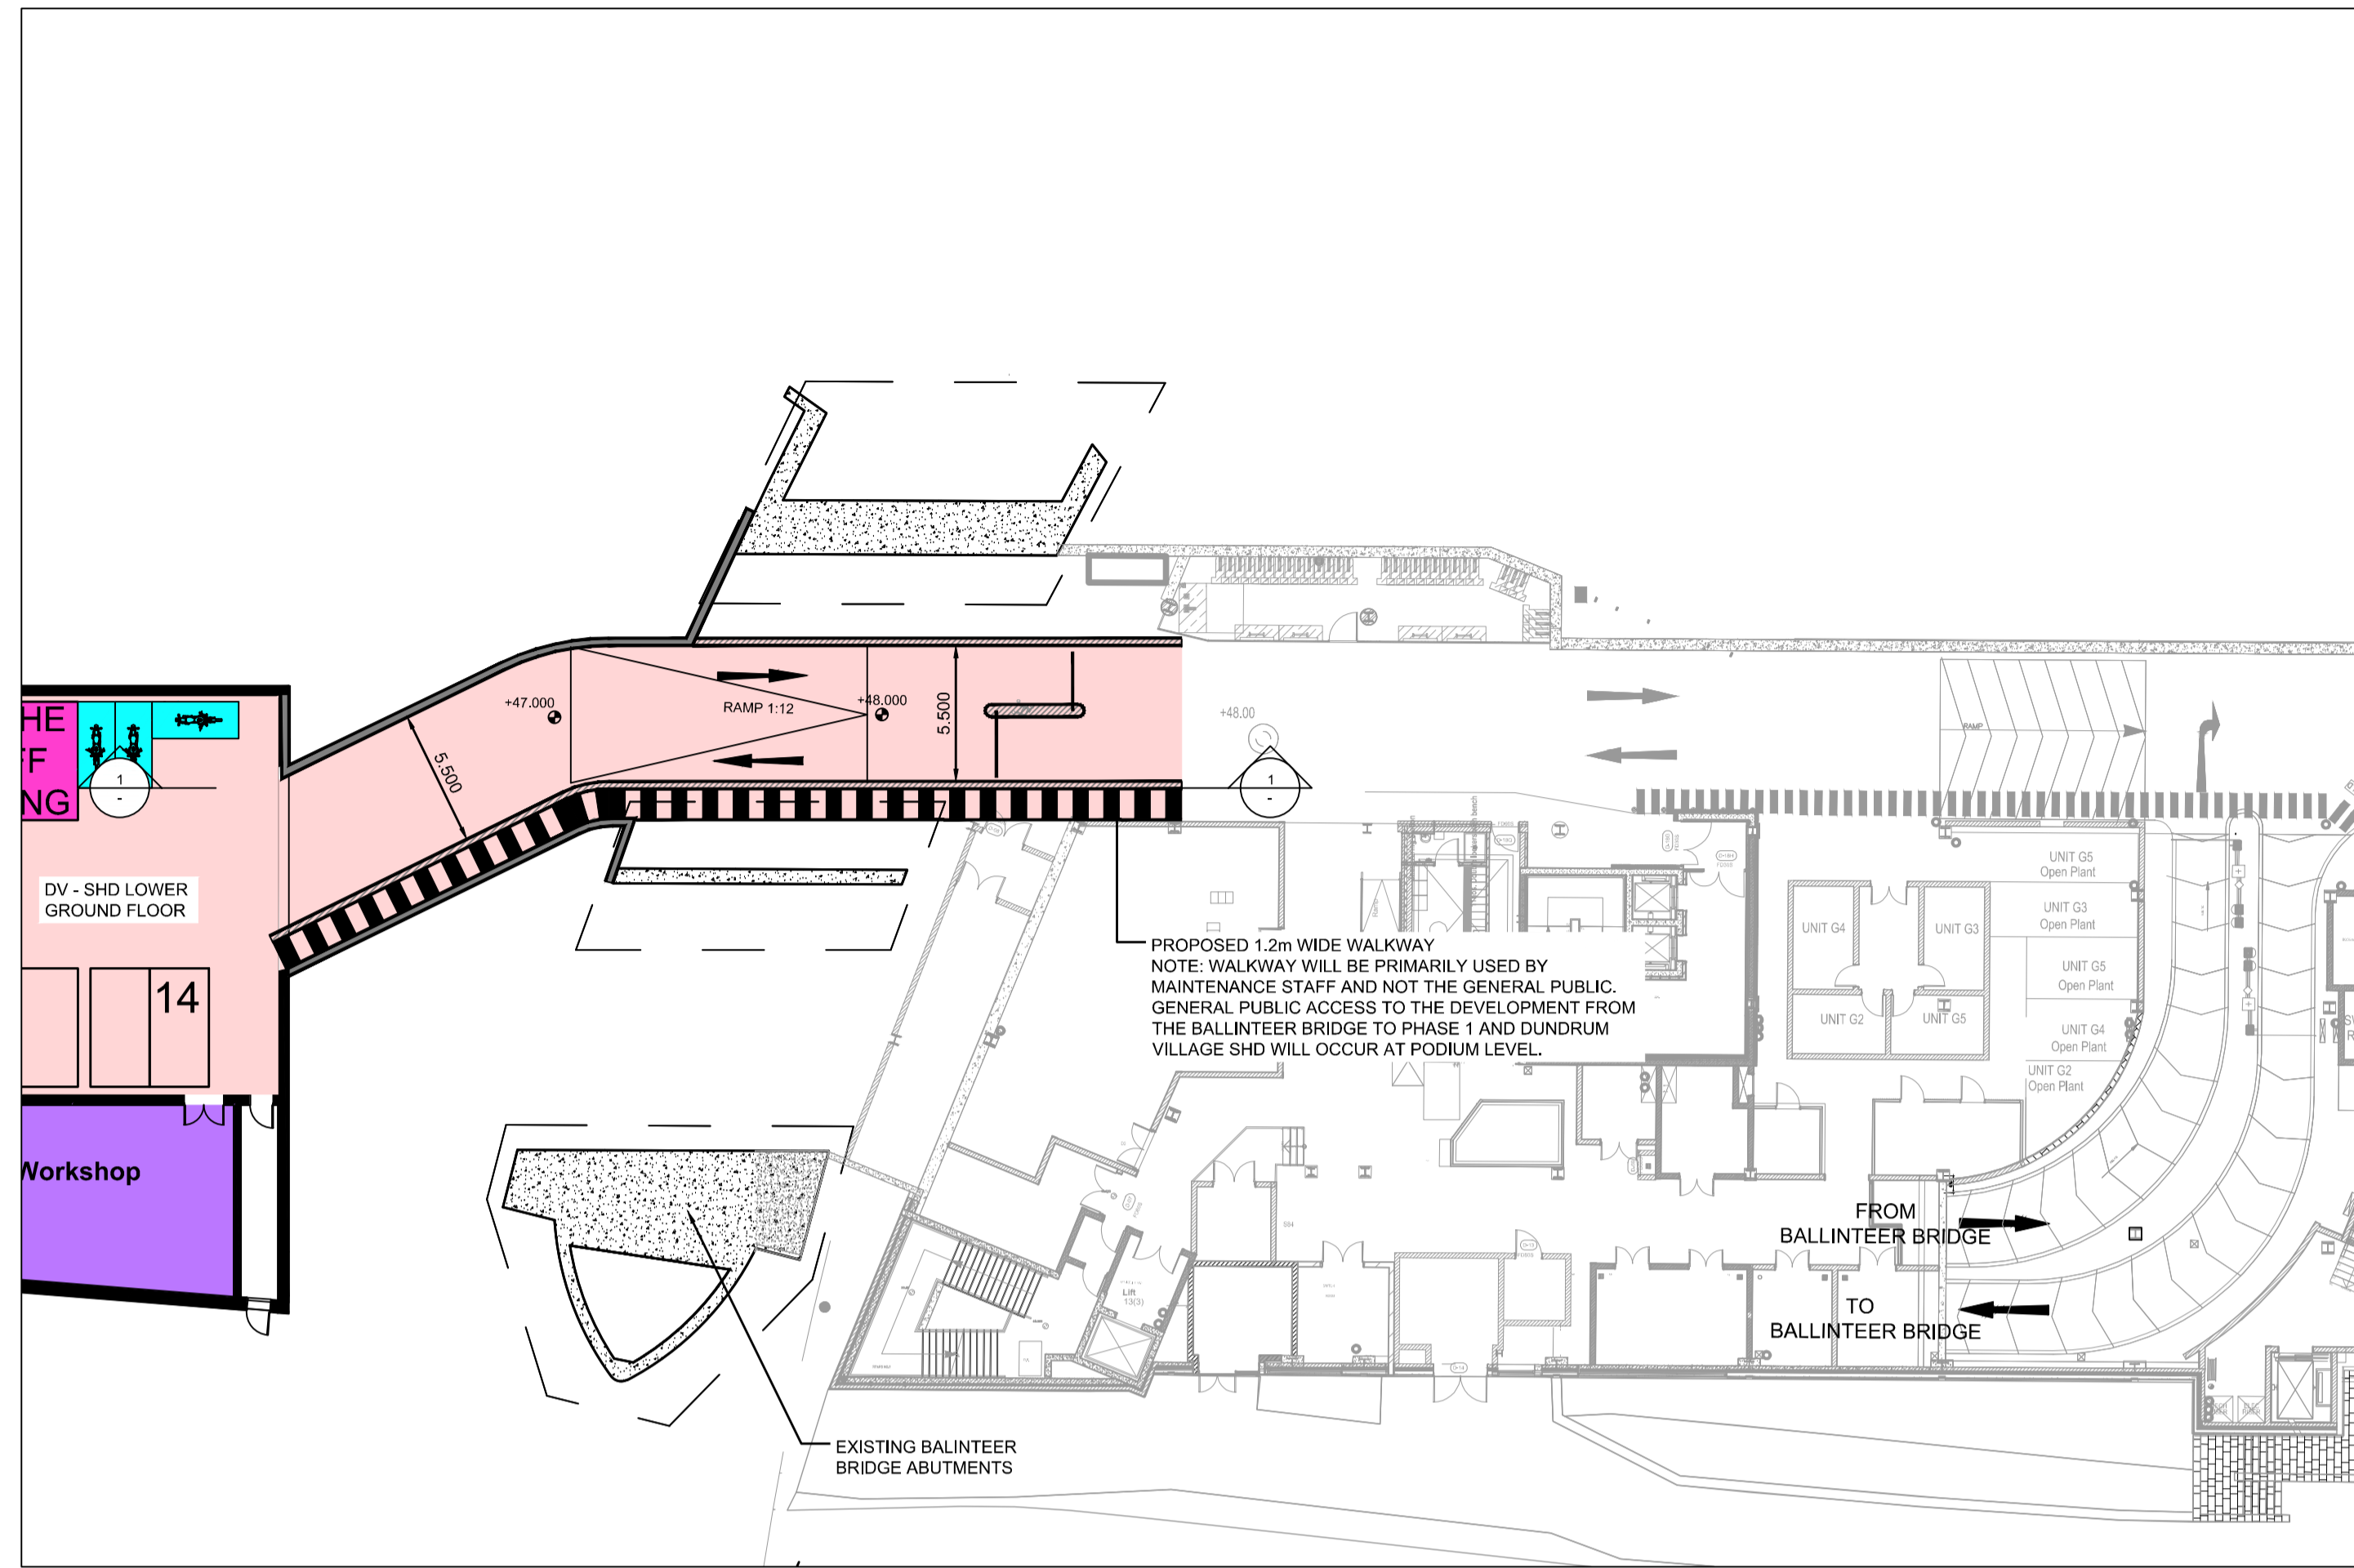 HE
FF
NG
1
-
DV - SHD LOWER
GROUND FLOOR
14
Workshop
5.500
+47.000
RAMP 1:12
+48.000
5.500
+48.00
1
-
RAMP
PROPOSED 1.2m WIDE WALKWAY
NOTE: WALKWAY WILL BE PRIMARILY USED BY
MAINTENANCE STAFF AND NOT THE GENERAL PUBLIC.
GENERAL PUBLIC ACCESS TO THE DEVELOPMENT FROM
THE BALLINTEER BRIDGE TO PHASE 1 AND DUNDRUM
VILLAGE SHD WILL OCCUR AT PODIUM LEVEL.
Ramp
UNIT G4
UNIT G3
UNIT G2
UNIT G5
UNIT G5
Open Plant
UNIT G3
Open Plant
UNIT G5
Open Plant
UNIT G4
Open Plant
UNIT G2
Open Plant
Lift
13(3)
FROM
BALLINTEER BRIDGE
TO
BALLINTEER BRIDGE
EXISTING BALINTEER
BRIDGE ABUTMENTS